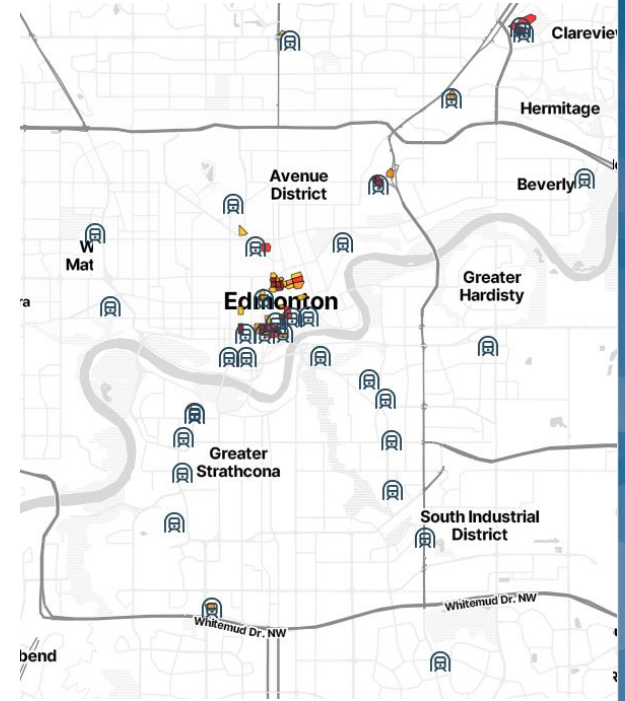 Clarevie
Hermitage
Avenue
District
Beverly
W
Mat
Greater
Hardisty
ra
Edmonton
Greater
Strathcona
South Industrial
District
Whitemud Dr. NW
Whitemud Dr. NW
bend